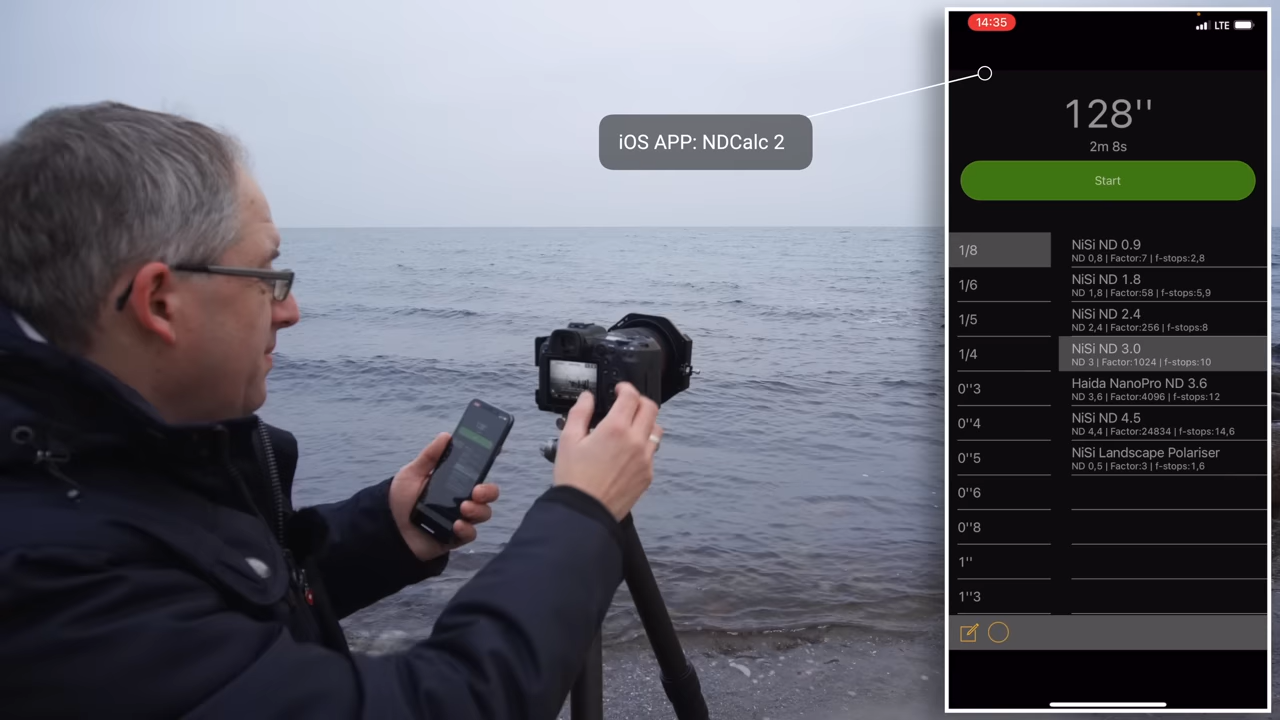 iOS APP: NDCalc 2
14:35
LTE
128''
2m 8s
Start
1/8
1/6
1/5
1/4
0''3
0''4
0''5
0''6
0''8
1''
1''3
NiSi ND 0.9
ND 0,8 | Factor:7 | f-stops:2,8
NiSi ND 1.8
ND 1,8 | Factor:58 | f-stops:5,9
NiSi ND 2.4
ND 2,4 | Factor:256 | f-stops:8
NiSi ND 3.0
ND 3 | Factor:1024 | f-stops:10
Haida NanoPro ND 3.6
ND 3,6 | Factor:4096 | f-stops:12
NiSi ND 4.5
ND 4,4 | Factor:24834 | f-stops:14,6
NiSi Landscape Polariser
ND 0,5 | Factor:3 | f-stops:1,6